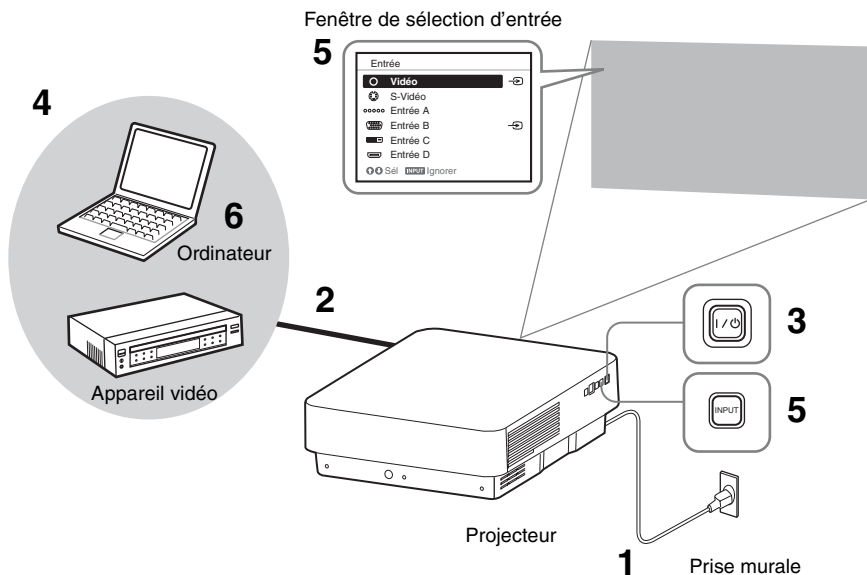 Fenêtre de sélection d'entrée
5
Entrée
Vidéo
S-Vidéo
Entrée A
Entrée B
Entrée C
Entrée D
Sél INPUT Ignorer
4
6
Ordinateur
Appareil vidéo
2
I / ⏻
3
INPUT
5
Projecteur
1
Prise murale